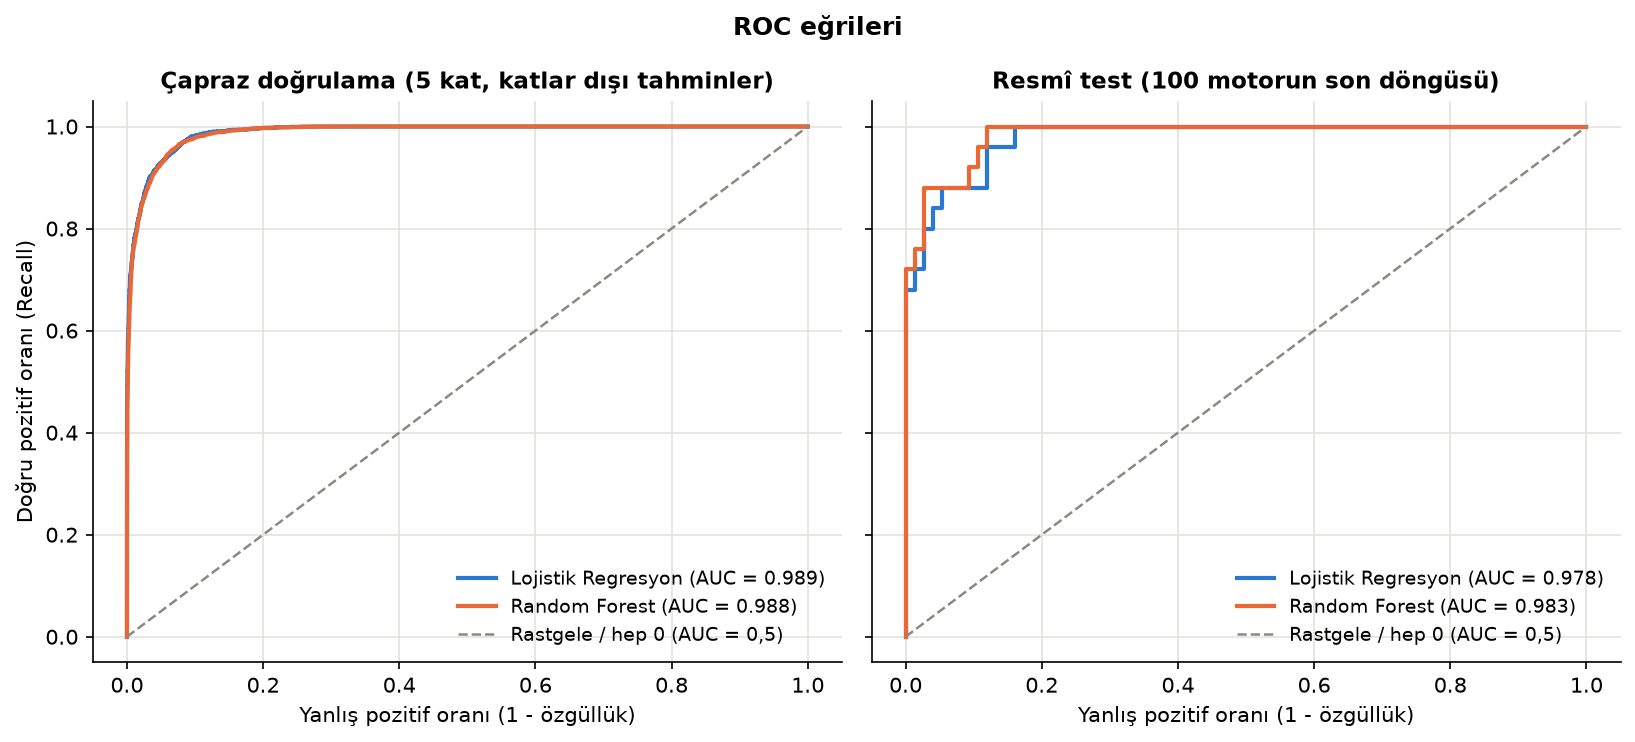 ROC eğrileri
Çapraz doğrulama (5 kat, katlar dışı tahminler)
Doğru pozitif oranı (Recall)
1.0
0.8
0.6
0.4
0.2
0.0
Lojistik Regresyon (AUC = 0.989)
Random Forest (AUC = 0.988)
Rastgele / hep 0 (AUC = 0,5)
0.0 0.2 0.4 0.6 0.8 1.0
Yanlış pozitif oranı (1 - özgüllük)
Resmî test (100 motorun son döngüsü)
Lojistik Regresyon (AUC = 0.978)
Random Forest (AUC = 0.983)
Rastgele / hep 0 (AUC = 0,5)
0.0 0.2 0.4 0.6 0.8 1.0
Yanlış pozitif oranı (1 - özgüllük)